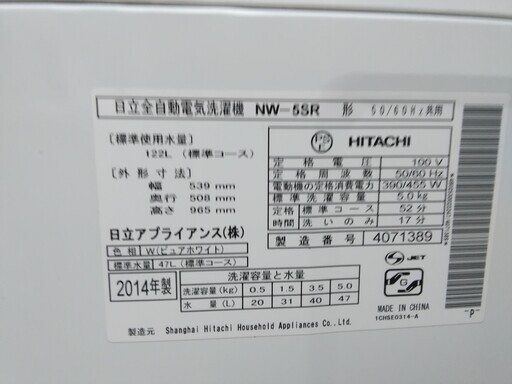 日立全自動電気洗濯機 NW-5SR 形 50/60Hz共用
〔標準使用水量〕
122L（標準コース）
〔外形寸法〕
幅 539 mm
奥行 508 mm
高さ 965 mm
日立アプライアンス(株)
色相 W(ピュアホワイト)
標準水量 47L（標準コース）
PS E
HITACHI
定格電圧 100 V
定格周波数 50/60 Hz
電動機の定格消費電力 390/455 W
標準洗濯容量 5.0 kg
定格時間 標準コース 52分
洗いのみ 17分
製造番号 4071389
2014年製
洗濯容量と水量
洗濯容量(kg) 0.5 1.5 3.5 5.0
水量(L) 20 31 40 47
S JET
G
MADE IN CHINA
1CHSE0314-A
-P-
製造元 Shanghai Hitachi Household Appliances Co., Ltd.